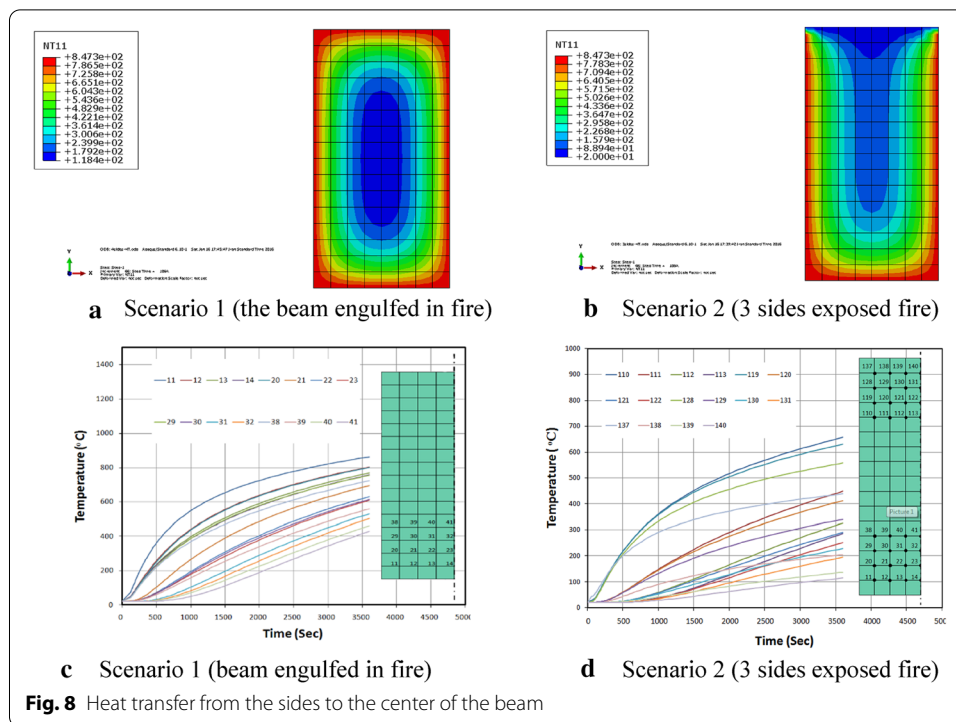 NT11
+8.473e+02
+7.865e+02
+7.258e+02
+6.651e+02
+6.043e+02
+5.436e+02
+4.829e+02
+4.221e+02
+3.614e+02
+3.006e+02
+2.399e+02
+1.792e+02
+1.184e+02
Y
X
a Scenario 1 (the beam engulfed in fire)
NT11
+8.473e+02
+7.783e+02
+7.094e+02
+6.405e+02
+5.715e+02
+5.026e+02
+4.336e+02
+3.647e+02
+2.958e+02
+2.268e+02
+1.579e+02
+8.894e+01
+2.000e+01
Y
X
b Scenario 2 (3 sides exposed fire)
1400
1200
1000
800
600
400
200
0
Temperature (°C)
11 12 13 14 20 21 22 23
29 30 31 32 38 39 40 41
38 39 40 41
29 30 31 32
20 21 22 23
11 12 13 14
0 500 1000 1500 2000 2500 3000 3500 4000 4500 500
Time (Sec)
c Scenario 1 (beam engulfed in fire)
1000
900
800
700
600
500
400
300
200
100
0
Temperature (°C)
110 111 112 113 119 120
121 122 128 129 130 131
137 138 139 140
137 138 139 140
128 129 130 131
119 120 121 122
110 111 112 113
Picture 1
38 39 40 41
29 30 31 32
20 21 22 23
11 12 13 14
0 500 1000 1500 2000 2500 3000 3500 4000 4500 500
Time (Sec)
d Scenario 2 (3 sides exposed fire)
Fig. 8 Heat transfer from the sides to the center of the beam